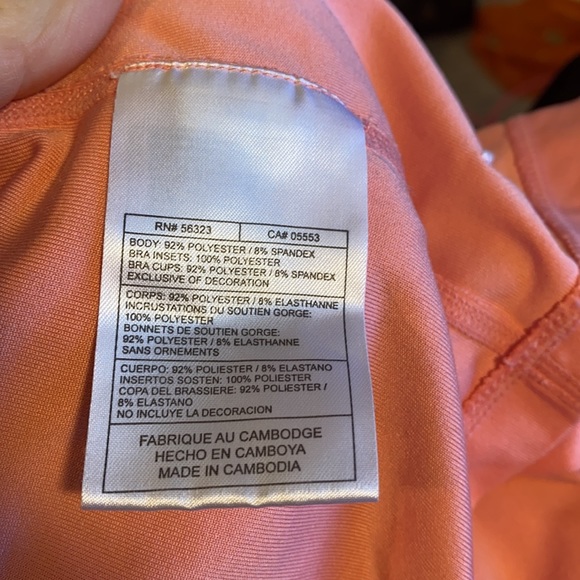 RN# 56323 CA# 05553
BODY: 92% POLYESTER / 8% SPANDEX
BRA INSETS: 100% POLYESTER
BRA CUPS: 92% POLYESTER / 8% SPANDEX
EXCLUSIVE OF DECORATION
CORPS: 92% POLYESTER / 8% ELASTHANNE
INCRUSTATIONS DU SOUTIEN GORGE:
100% POLYESTER
BONNETS DE SOUTIEN GORGE:
92% POLYESTER / 8% ELASTHANNE
SANS ORNEMENTS
CUERPO: 92% POLIESTER / 8% ELASTANO
INSERTOS SOSTEN: 100% POLIESTER
COPA DEL BRASSIERE: 92% POLIESTER /
8% ELASTANO
NO INCLUYE LA DECORACION
FABRIQUE AU CAMBODGE
HECHO EN CAMBOYA
MADE IN CAMBODIA